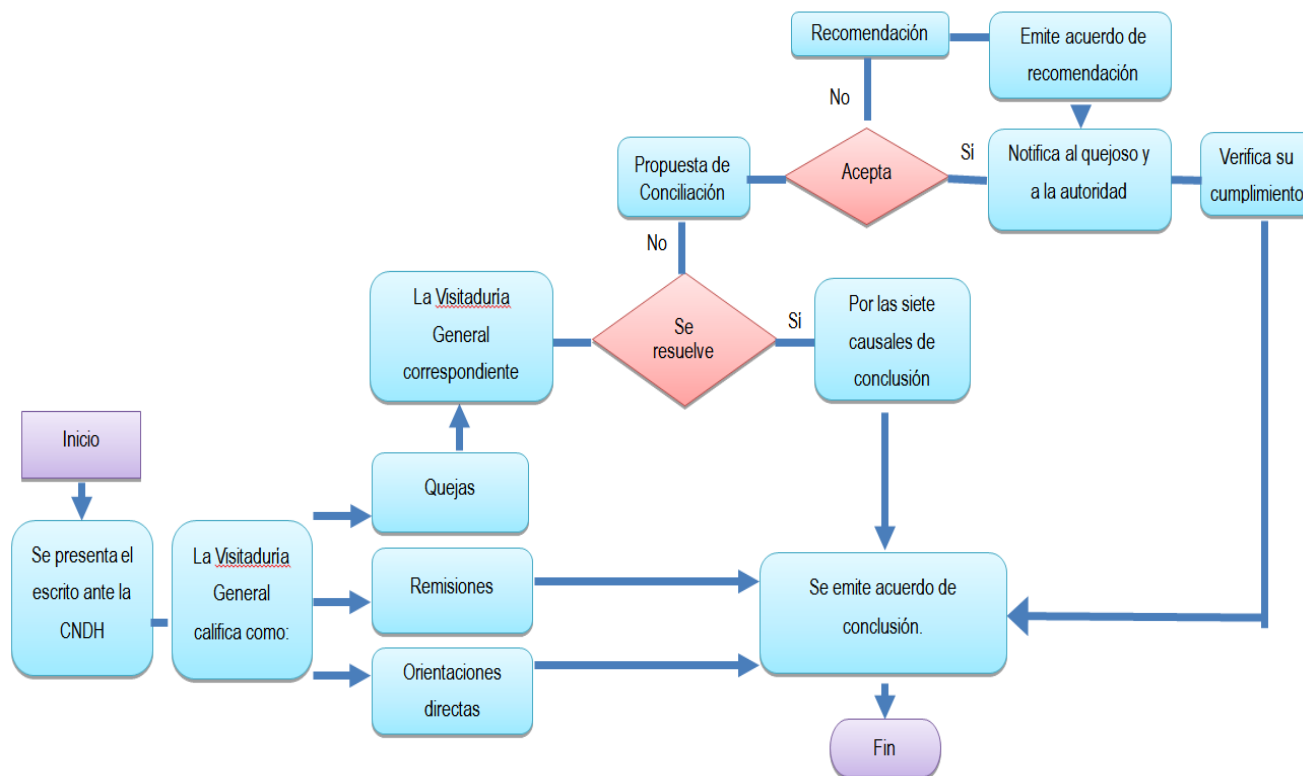 Recomendación
Emite acuerdo de
recomendación
No
Propuesta de
Conciliación
Acepta
Si
Notifica al quejoso y
a la autoridad
Verifica su
cumplimiento
No
La Visitaduría
General
correspondiente
Se
resuelve
Si
Por las siete
causales de
conclusión
Inicio
Quejas
Se presenta el
escrito ante la
CNDH
La Visitaduría
General
califica como:
Remisiones
Se emite acuerdo de
conclusión.
Orientaciones
directas
Fin